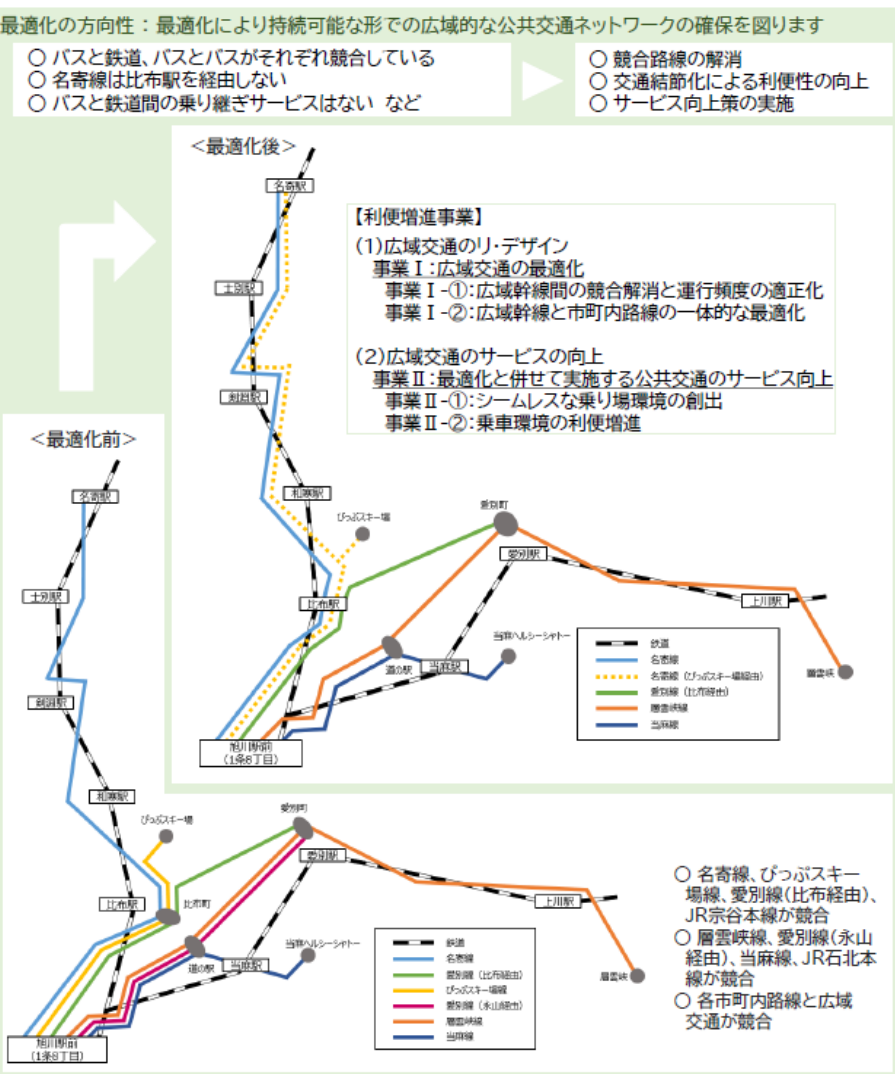 最適化の方向性：最適化により持続可能な形での広域的な公共交通ネットワークの確保を図ります
○ バスと鉄道、バスとバスがそれぞれ競合している
○ 名寄線は比布駅を経由しない
○ バスと鉄道間の乗り継ぎサービスはない など
○ 競合路線の解消
○ 交通結節化による利便性の向上
○ サービス向上策の実施
＜最適化後＞
名寄駅
【利便増進事業】
(1)広域交通のリ・デザイン
事業Ⅰ：広域交通の最適化
事業Ⅰ-①：広域幹線間の競合解消と運行頻度の適正化
事業Ⅰ-②：広域幹線と市町内路線の一体的な最適化
(2)広域交通のサービスの向上
事業Ⅱ：最適化と併せて実施する公共交通のサービス向上
事業Ⅱ-①：シームレスな乗り場環境の創出
事業Ⅱ-②：乗車環境の利便増進
士別駅
剣淵駅
和寒駅
ぴっぷスキー場
愛別町
愛別駅
比布駅
上川駅
当麻ヘルシーシャトー
道の駅
当麻駅
層雲峡
旭川駅前
(1条8丁目)
鉄道
名寄線
名寄線（ぴっぷスキー場経由）
愛別線（比布経由）
層雲峡線
当麻線
＜最適化前＞
名寄駅
士別駅
剣淵駅
和寒駅
ぴっぷスキー場
愛別町
愛別駅
比布駅
比布町
上川駅
当麻ヘルシーシャトー
道の駅
当麻駅
層雲峡
旭川駅前
(1条8丁目)
鉄道
名寄線
愛別線（比布経由）
ぴっぷスキー場線
愛別線（永山経由）
層雲峡線
当麻線
○ 名寄線、ぴっぷスキー
場線、愛別線(比布経由)、
JR宗谷本線が競合
○ 層雲峡線、愛別線(永山
経由)、当麻線、JR石北本
線が競合
○ 各市町内路線と広域
交通が競合